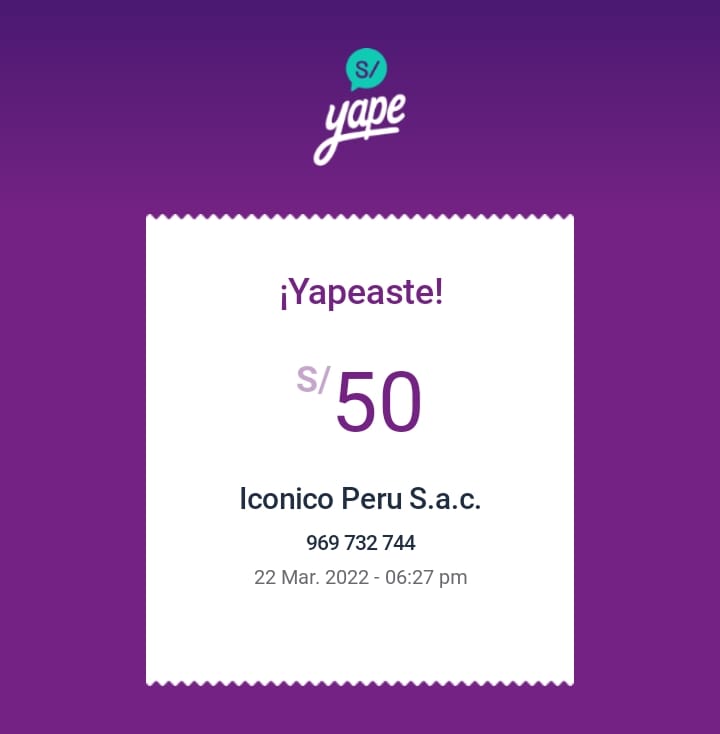 S/
yape
¡Yapeaste!
S/ 50
Iconico Peru S.a.c.
969 732 744
22 Mar. 2022 - 06:27 pm